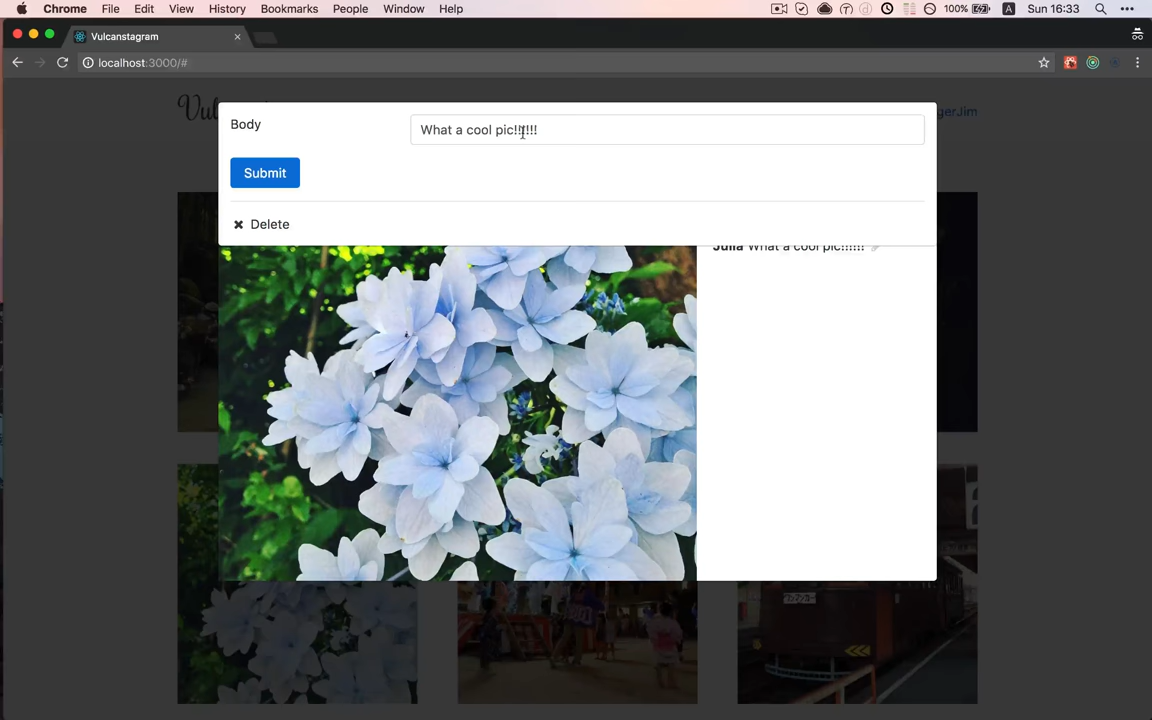 Chrome File Edit View History Bookmarks People Window Help 100% A Sun 16:33
Vulcanstagram
localhost:3000/#
gerJim
Body What a cool pic!!!!!!
Submit
Delete
Julia What a cool pic!!!!!!